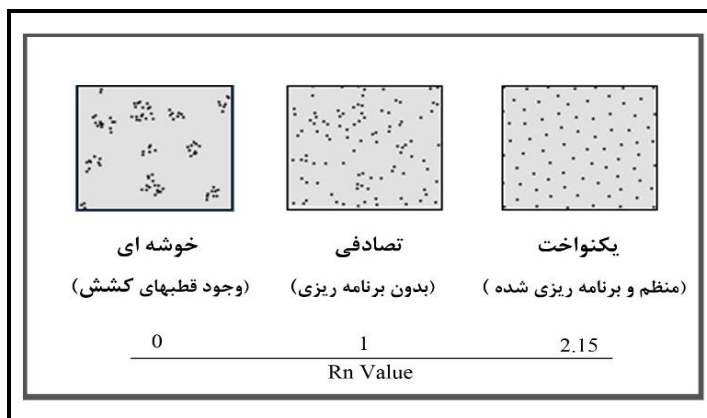 خوشه ای تصادفی یکنواخت
(وجود قطبهای کشش) (بدون برنامه ریزی) (منظم و برنامه ریزی شده )
0 1 2.15
Rn Value